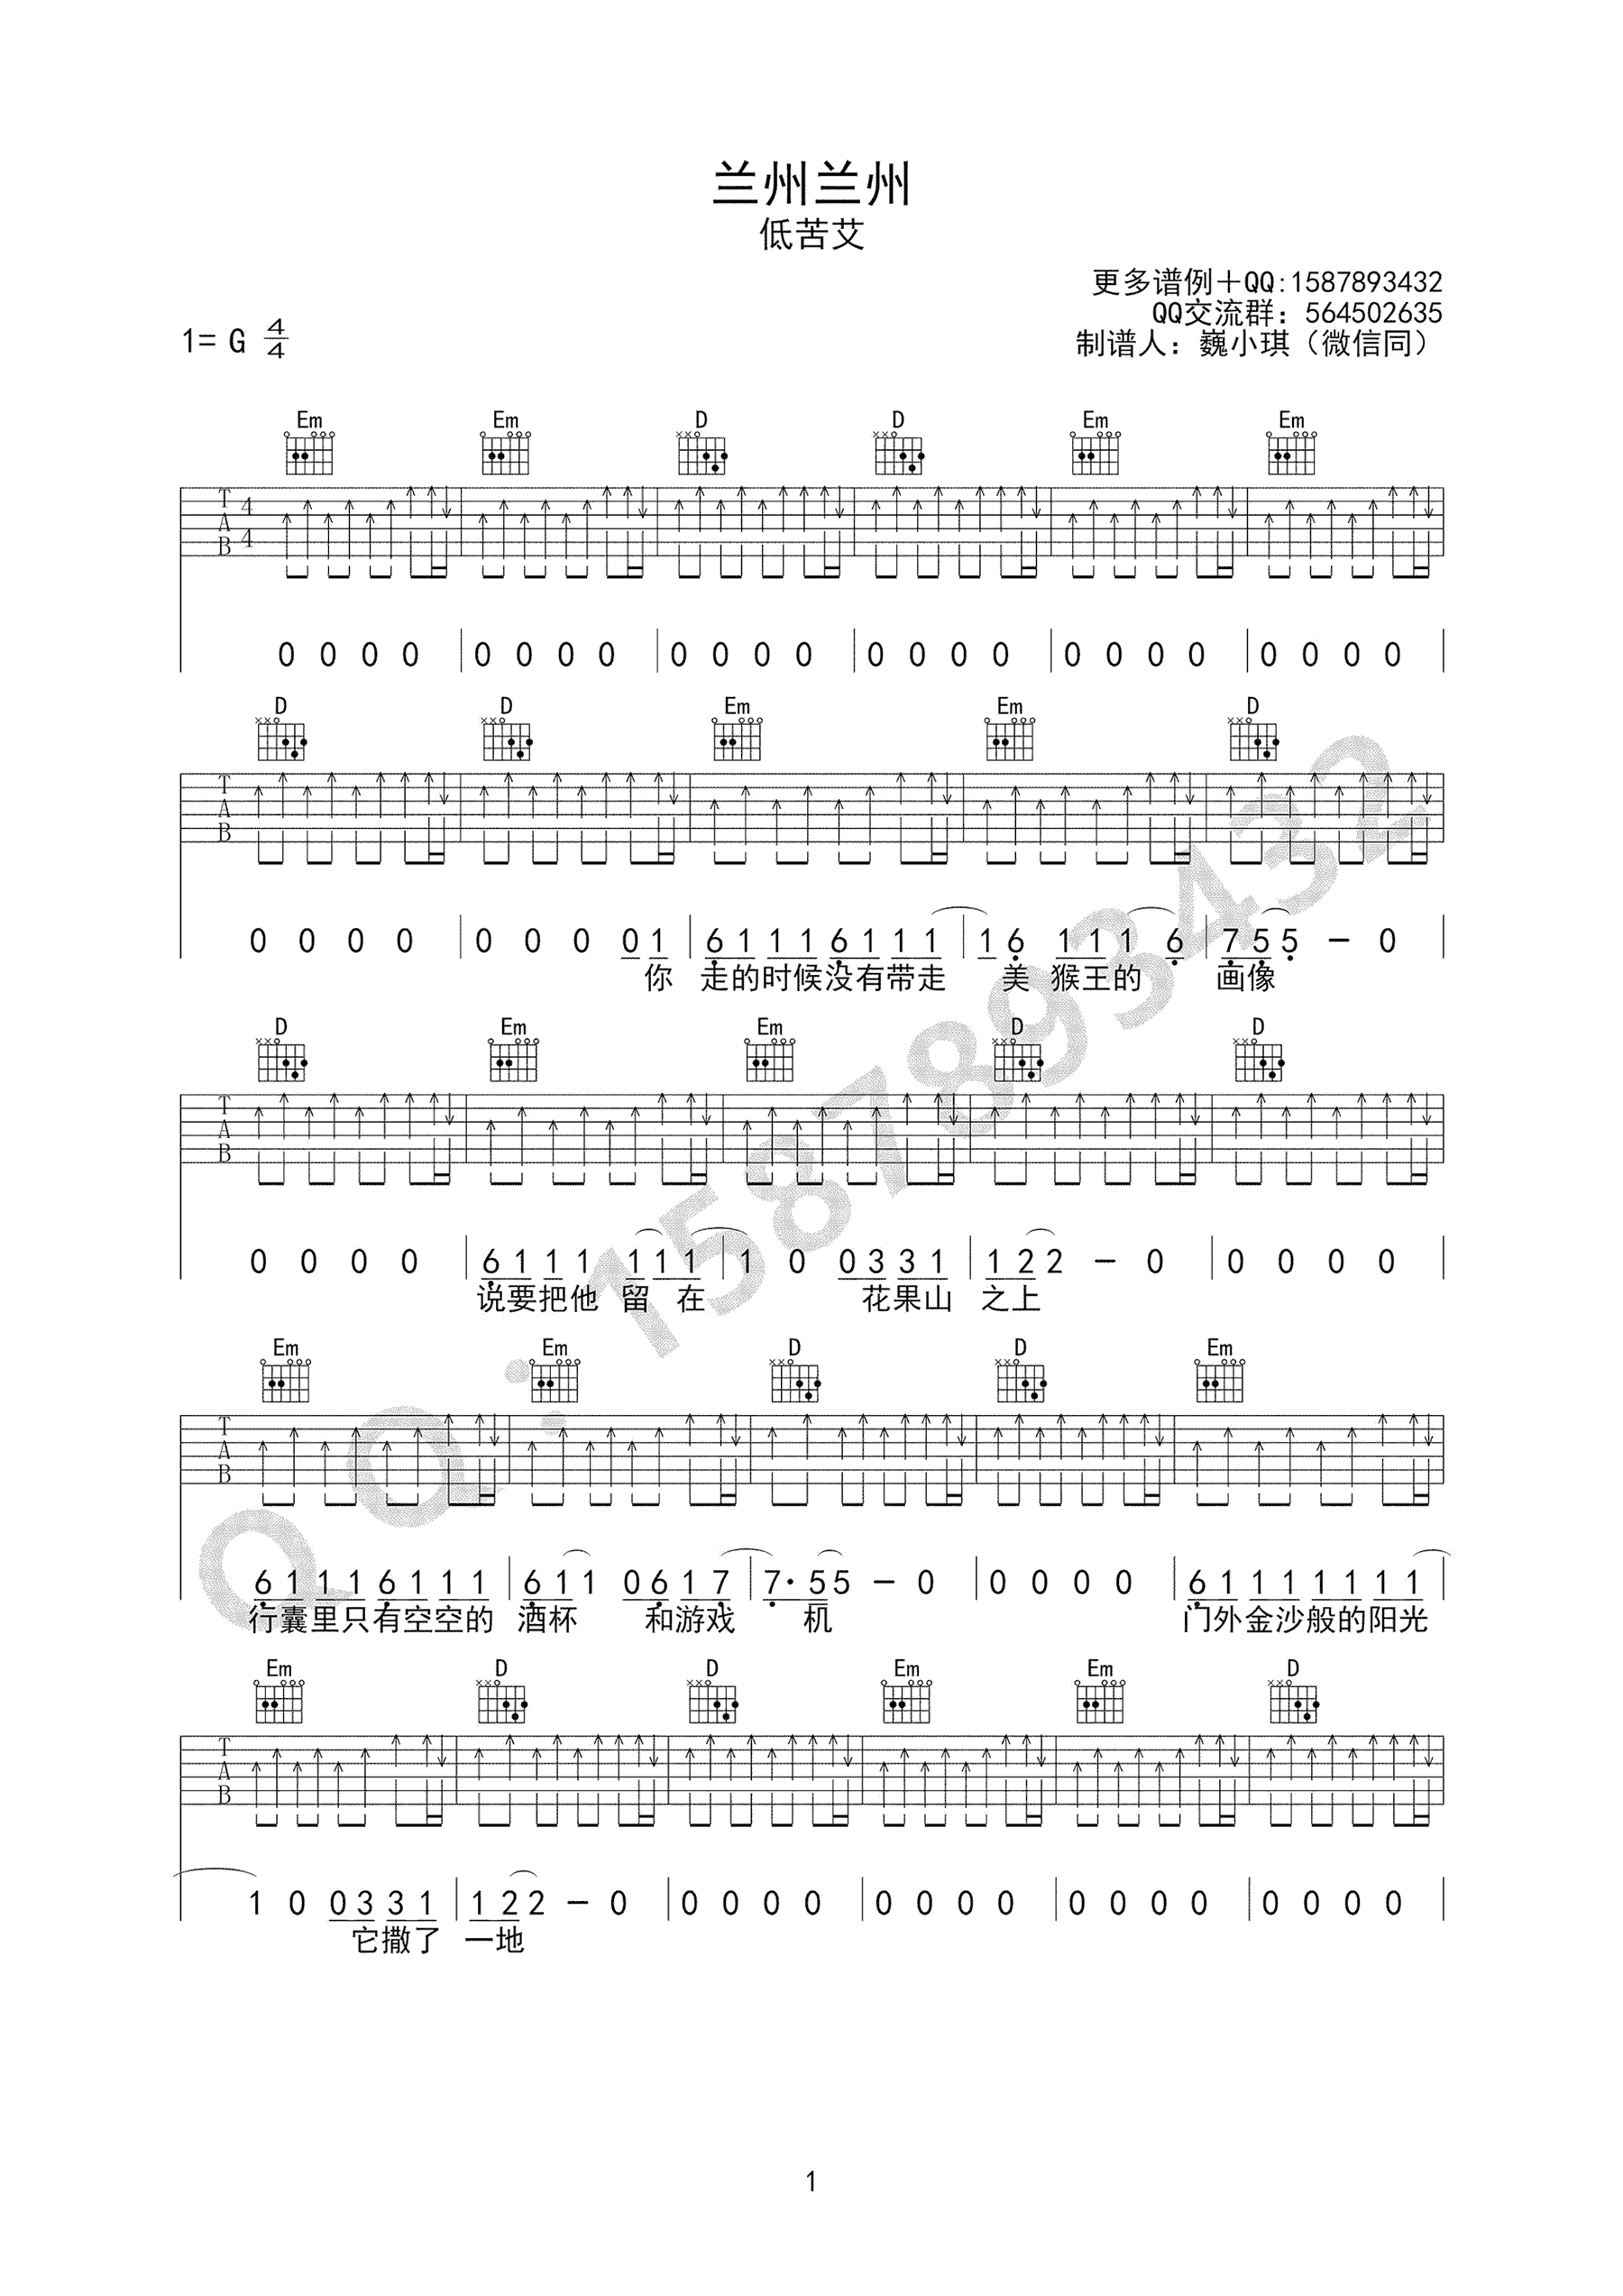 兰州兰州
低苦艾
更多谱例+QQ:1587893432
QQ交流群：564502635
1= G 4/4
制谱人：巍小琪（微信同）
Em Em D D Em Em
T A B 4 4
0 0 0 0 | 0 0 0 0 | 0 0 0 0 | 0 0 0 0 | 0 0 0 0 | 0 0 0 0 |
D D Em Em D
T A B
0 0 0 0 | 0 0 0 0 1 | 6 1 1 1 6 1 1 1 | 1 6 1 1 1 6 | 7 5 5 — 0
你 走的时候没有带走 美 猴王的 画像
D Em Em D D
T A B
0 0 0 0 | 6 1 1 1 1 1 1 | 1 0 0 3 3 1 | 1 2 2 — 0 | 0 0 0 0 |
说要把他 留 在 花果山 之上
Em Em D D Em
T A B
6 1 1 1 6 1 1 1 | 6 1 1 0 6 1 7 | 7· 5 5 — 0 | 0 0 0 0 | 6 1 1 1 1 1 1 1 |
行囊里只有空空的 酒杯 和游戏 机 门外金沙般的阳光
Em D D Em Em D
T A B
1 0 0 3 3 1 | 1 2 2 — 0 | 0 0 0 0 | 0 0 0 0 | 0 0 0 0 | 0 0 0 0 |
它撒了 一地
QQ:1587893432
1